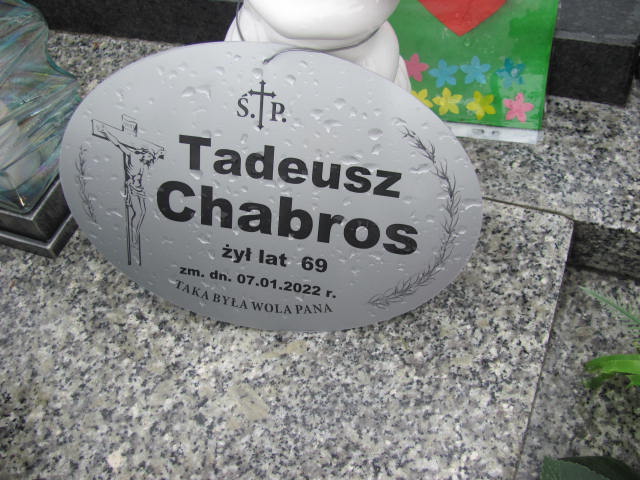 Ś. P.
Tadeusz
Chabros
żył lat 69
zm. dn. 07.01.2022 r.
TAKA BYŁA WOLA PANA